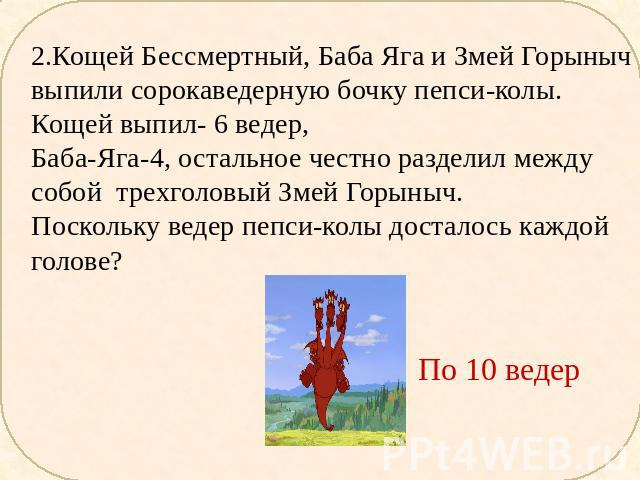 2.Кощей Бессмертный, Баба Яга и Змей Горыныч
выпили сорокаведерную бочку пепси-колы.
Кощей выпил- 6 ведер,
Баба-Яга-4, остальное честно разделил между
собой  трехголовый Змей Горыныч.
Поскольку ведер пепси-колы досталось каждой
голове?
По 10 ведер
PPt4WEB.ru